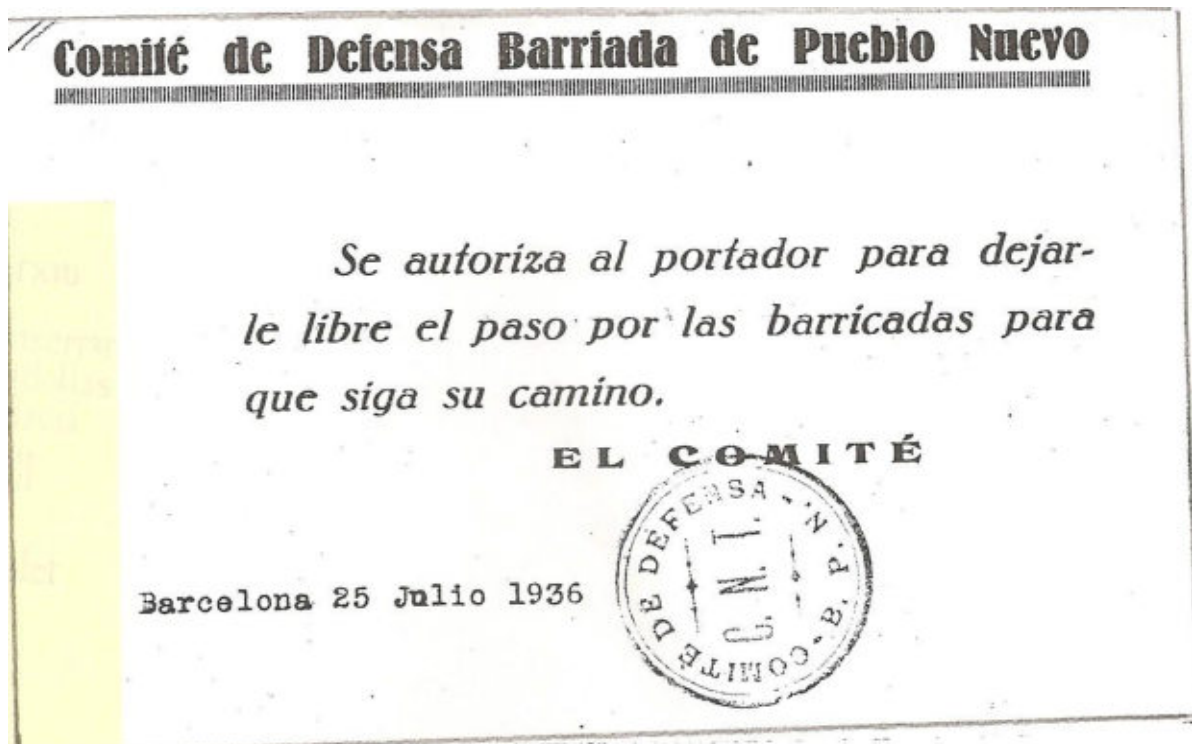 Comité de Defensa Barriada de Pueblo Nuevo
Se autoriza al portador para dejar-
le libre el paso por las barricadas para
que siga su camino.
EL COMITÉ
COMITÉ DE DEFENSA - N. P. B. -
C. N. T.
Barcelona 25 Julio 1936